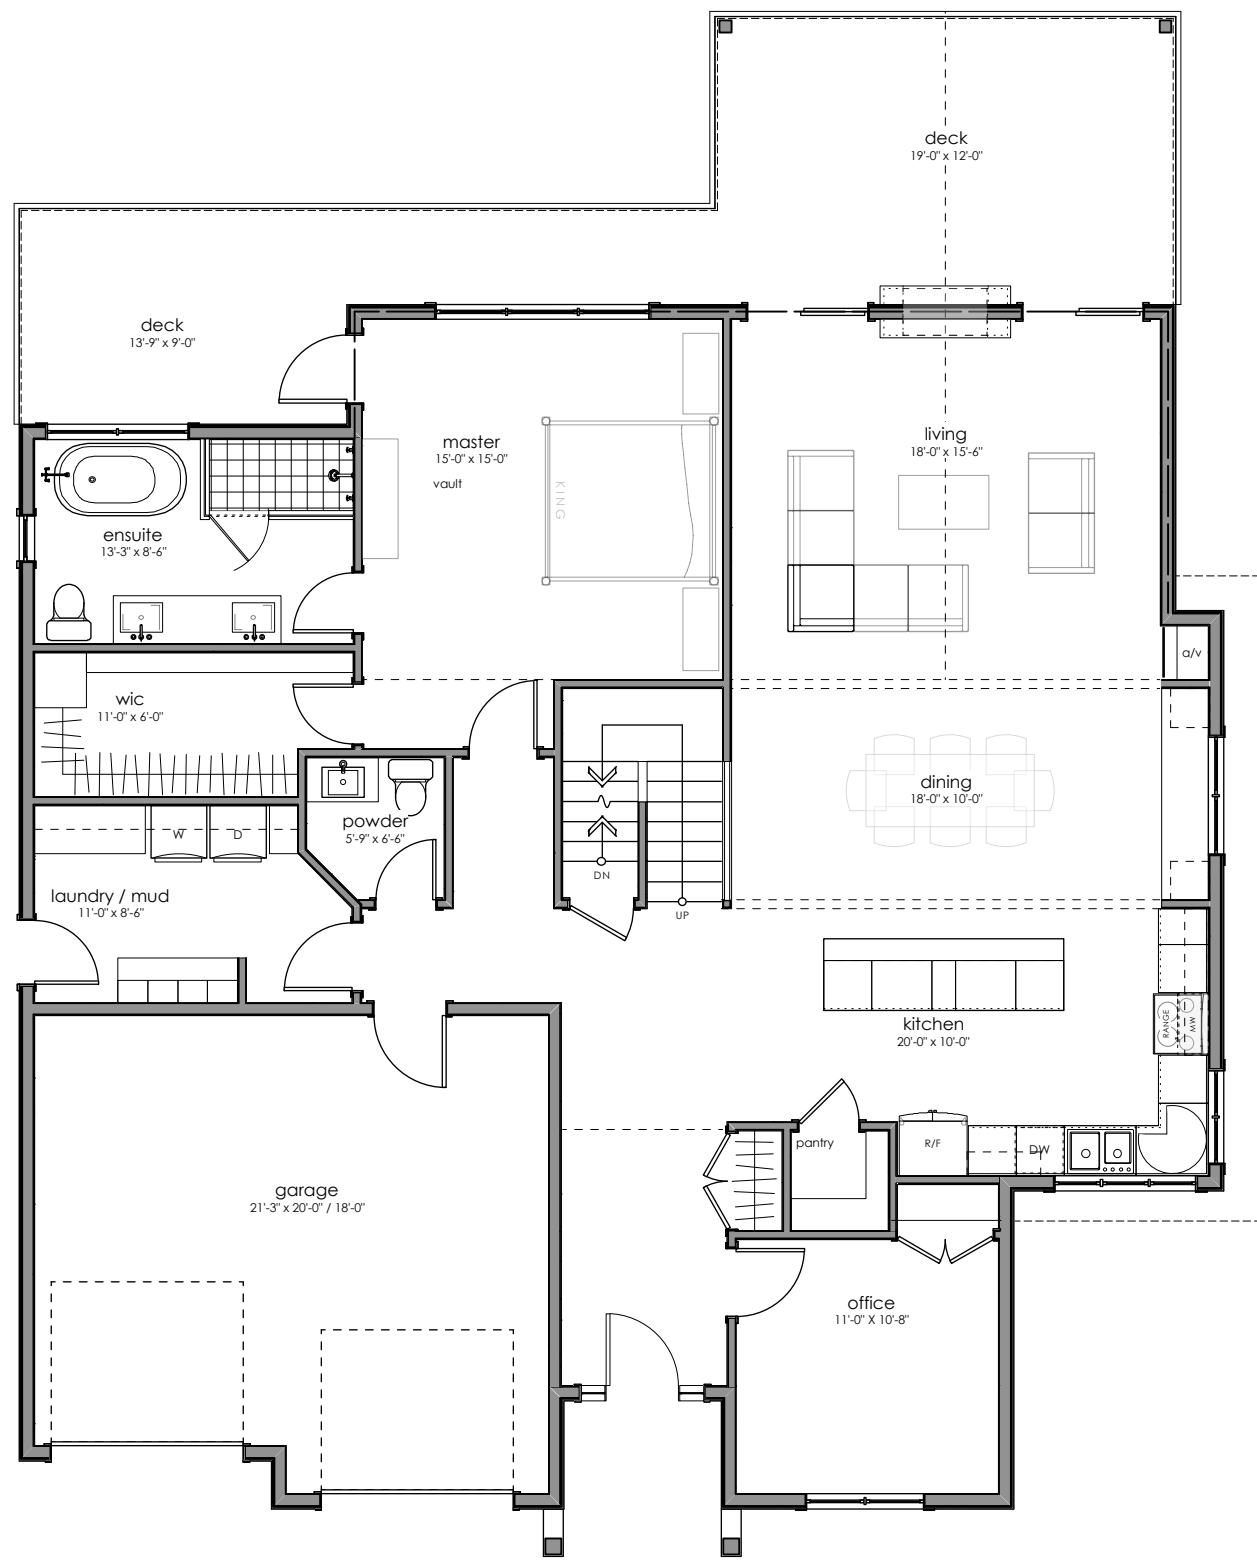 deck
19'-0" x 12'-0"
deck
13'-9" x 9'-0"
living
18'-0" x 15'-6"
master
15'-0" x 15'-0"
vault
KING
ensuite
13'-3" x 8'-6"
a/v
wic
11'-0" x 6'-0"
dining
18'-0" x 10'-0"
powder
5'-9" x 6'-6"
W
D
DN
UP
laundry / mud
11'-0" x 8'-6"
kitchen
20'-0" x 10'-0"
RANGE
MW
pantry
R/F
DW
garage
21'-3" x 20'-0" / 18'-0"
office
11'-0" X 10'-8"